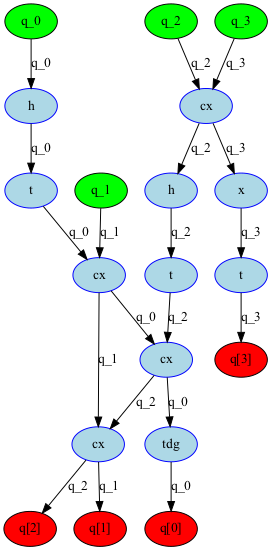 q_0 q_2 q_3
q_0 q_2 q_3
h cx
q_0 q_2 q_3
t q_1 h x
q_0 q_1 q_2 q_3
cx t t
q_0 q_2 q_3
q_1 cx q[3]
q_2 q_0
cx tdg
q_2 q_1 q_0
q[2] q[1] q[0]